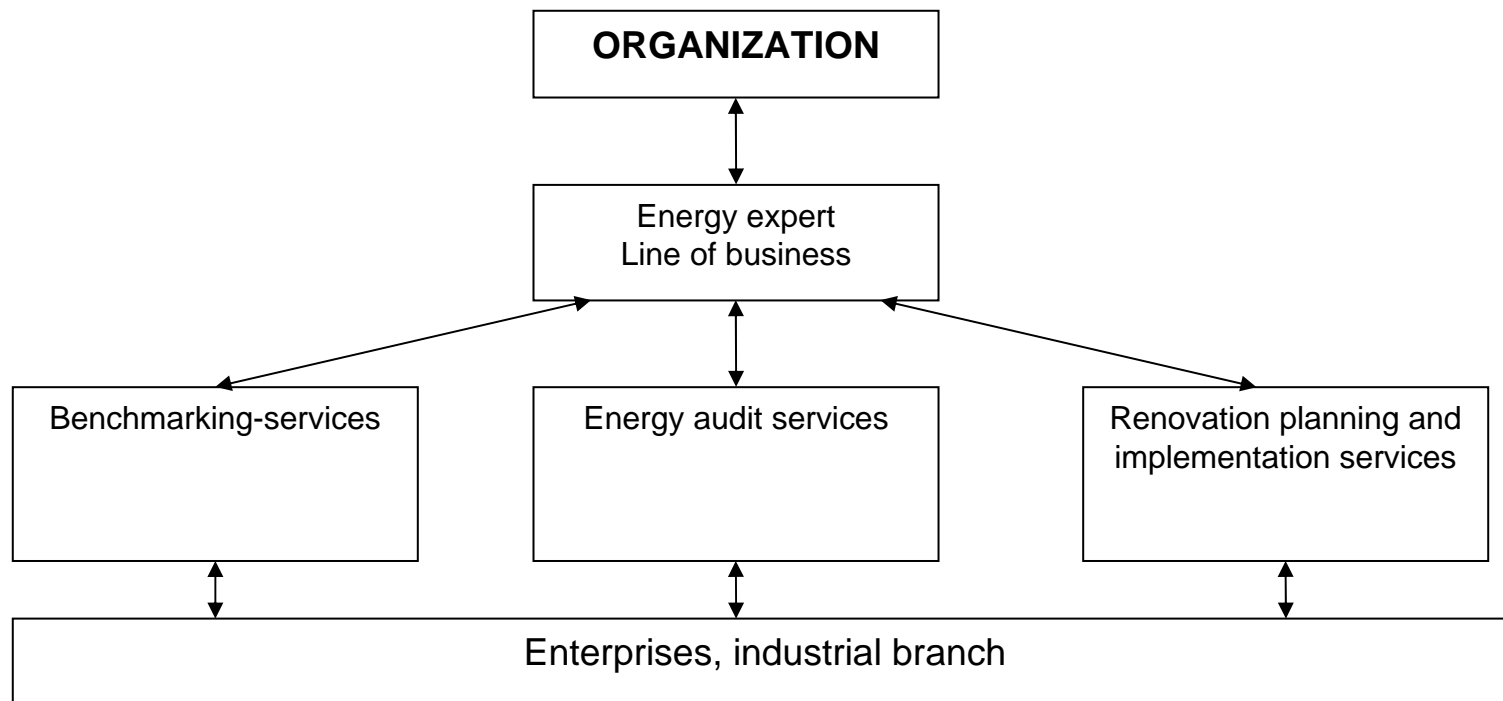 ORGANIZATION
Energy expert
Line of business
Benchmarking-services
Energy audit services
Renovation planning and
implementation services
Enterprises, industrial branch